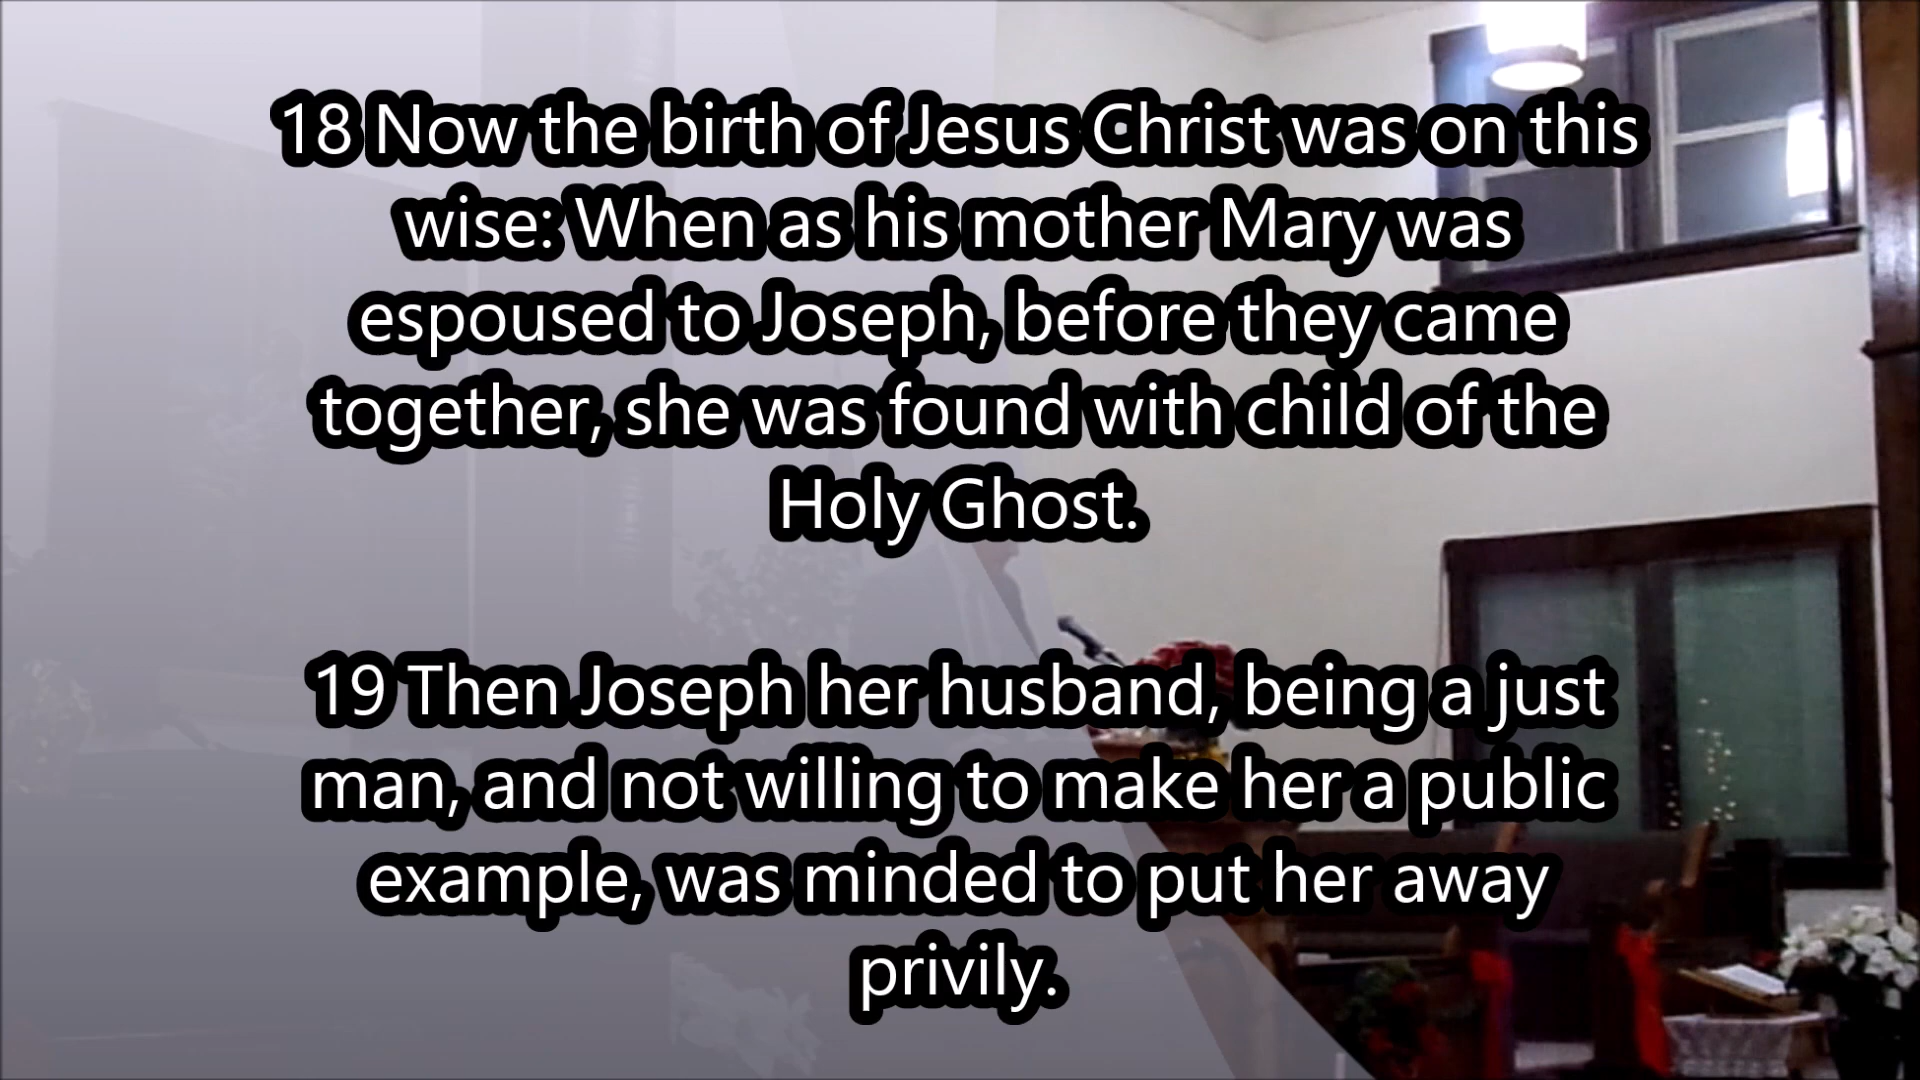 18 Now the birth of Jesus Christ was on this
wise: When as his mother Mary was
espoused to Joseph, before they came
together, she was found with child of the
Holy Ghost.
19 Then Joseph her husband, being a just
man, and not willing to make her a public
example, was minded to put her away
privily.